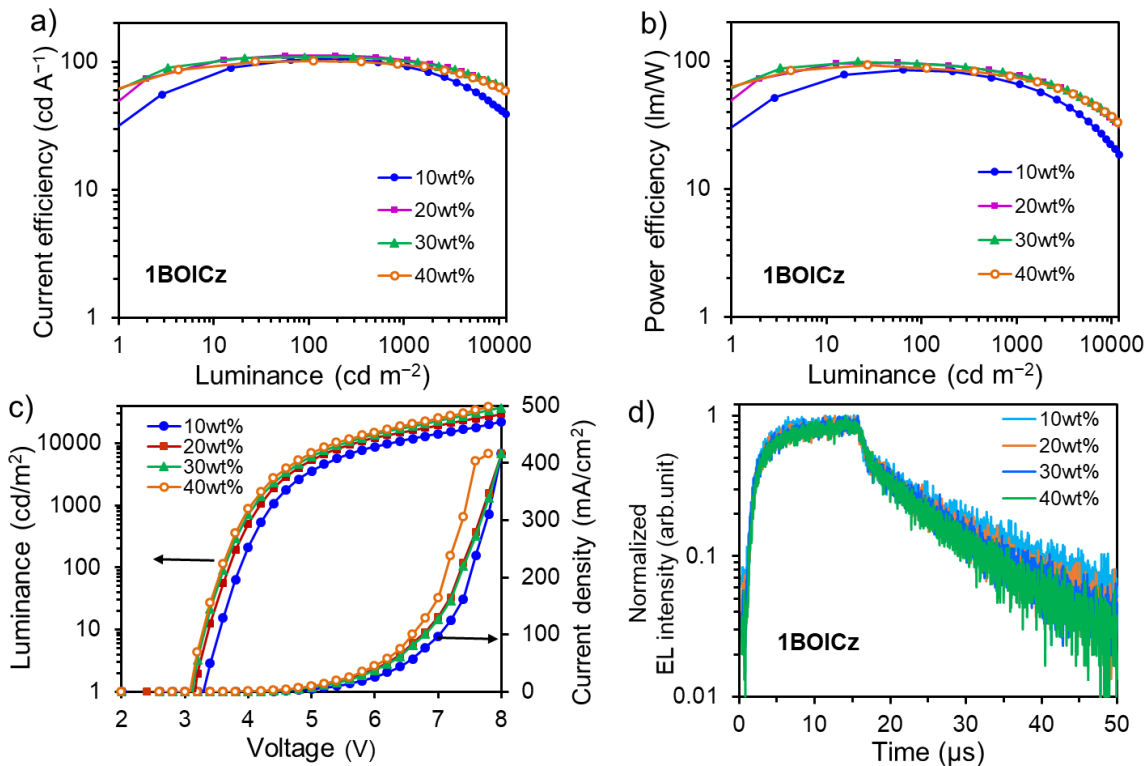 a)
Current efficiency (cd A⁻¹)
100
10
1
1 10 100 1000 10000
Luminance (cd m⁻²)
10wt%
20wt%
30wt%
40wt%
1BOICz
b)
Power efficiency (lm/W)
100
10
1
1 10 100 1000 10000
Luminance (cd m⁻²)
10wt%
20wt%
30wt%
40wt%
1BOICz
c)
Luminance (cd/m²)
10000
1000
100
10
1
10wt%
20wt%
30wt%
40wt%
500
400
300
200
100
0
Current density (mA/cm²)
2 3 4 5 6 7 8
Voltage (V)
d)
Normalized
EL intensity (arb.unit)
1
0.1
0.01
10wt%
20wt%
30wt%
40wt%
1BOICz
0 10 20 30 40 50
Time (μs)